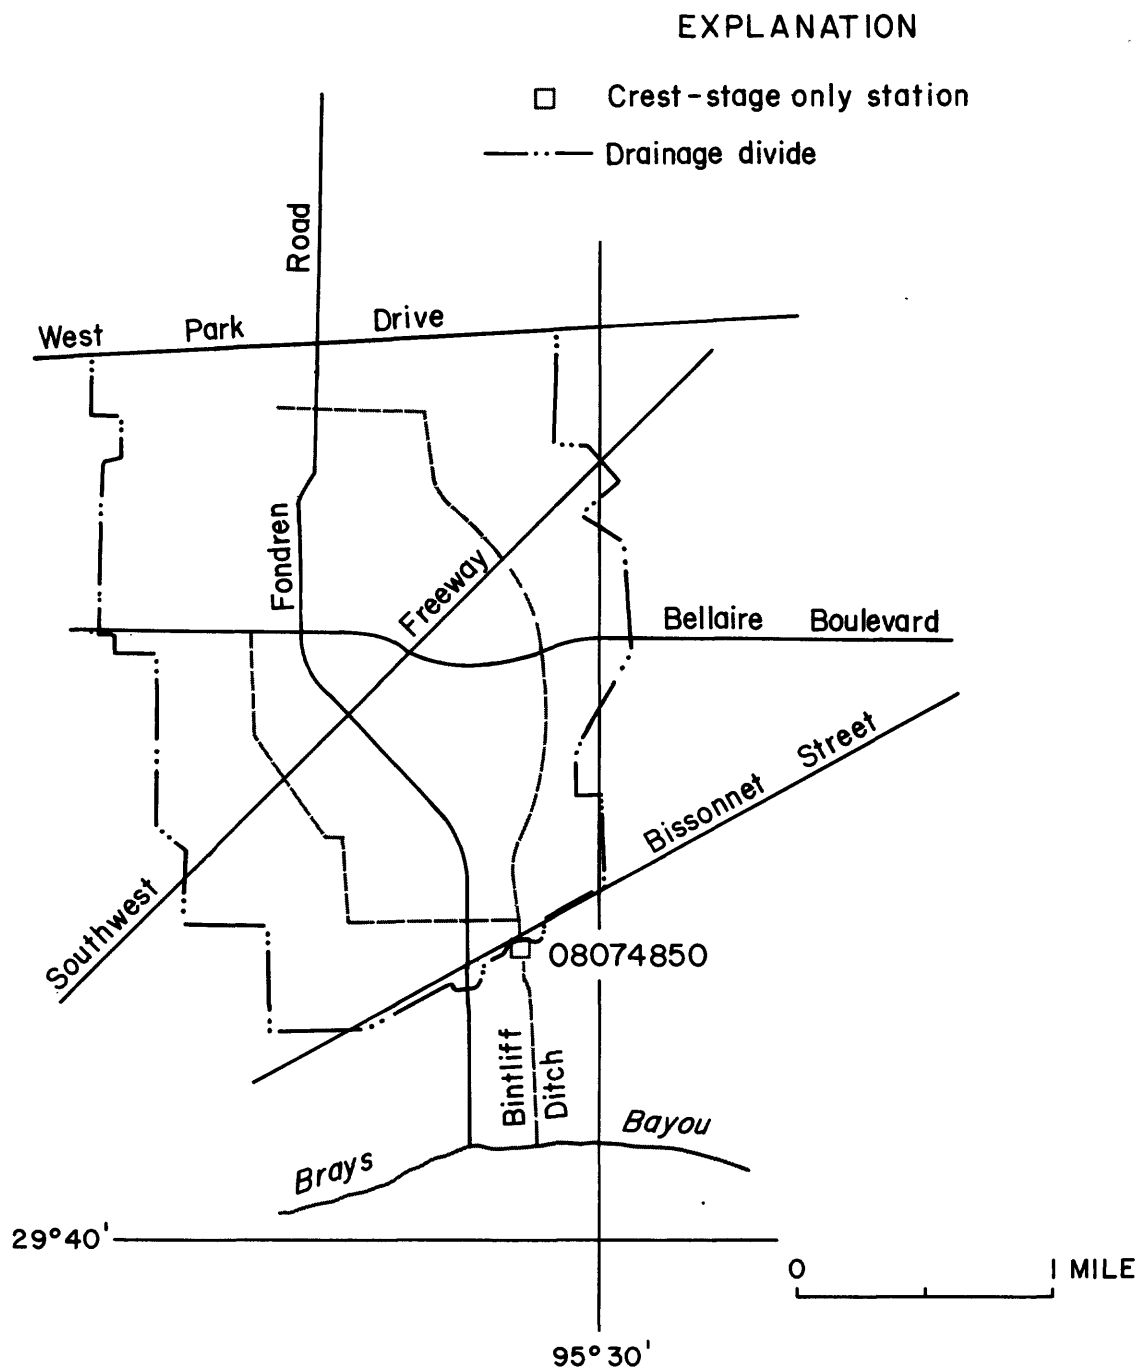 EXPLANATION
Crest-stage only station
Drainage divide
Road
West Park Drive
Fondren
Freeway
Bellaire Boulevard
Bissonnet Street
Southwest
08074850
Bintliff
Ditch
Brays
Bayou
29°40'
0 1 MILE
95°30'